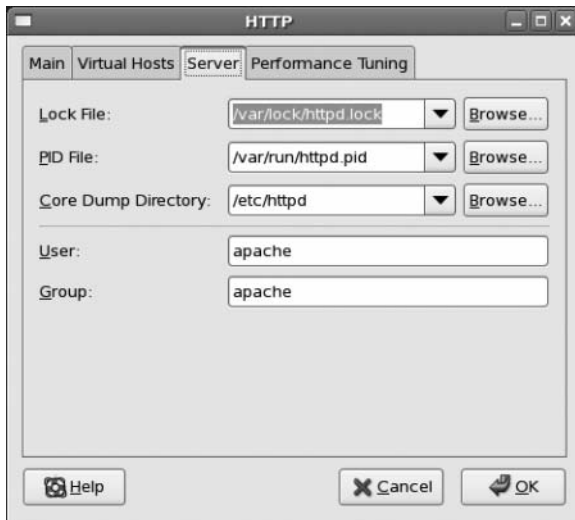 HTTP
Main Virtual Hosts Server Performance Tuning
Lock File: /var/lock/httpd.lock Browse...
PID File: /var/run/httpd.pid Browse...
Core Dump Directory: /etc/httpd Browse...
User: apache
Group: apache
Help Cancel OK